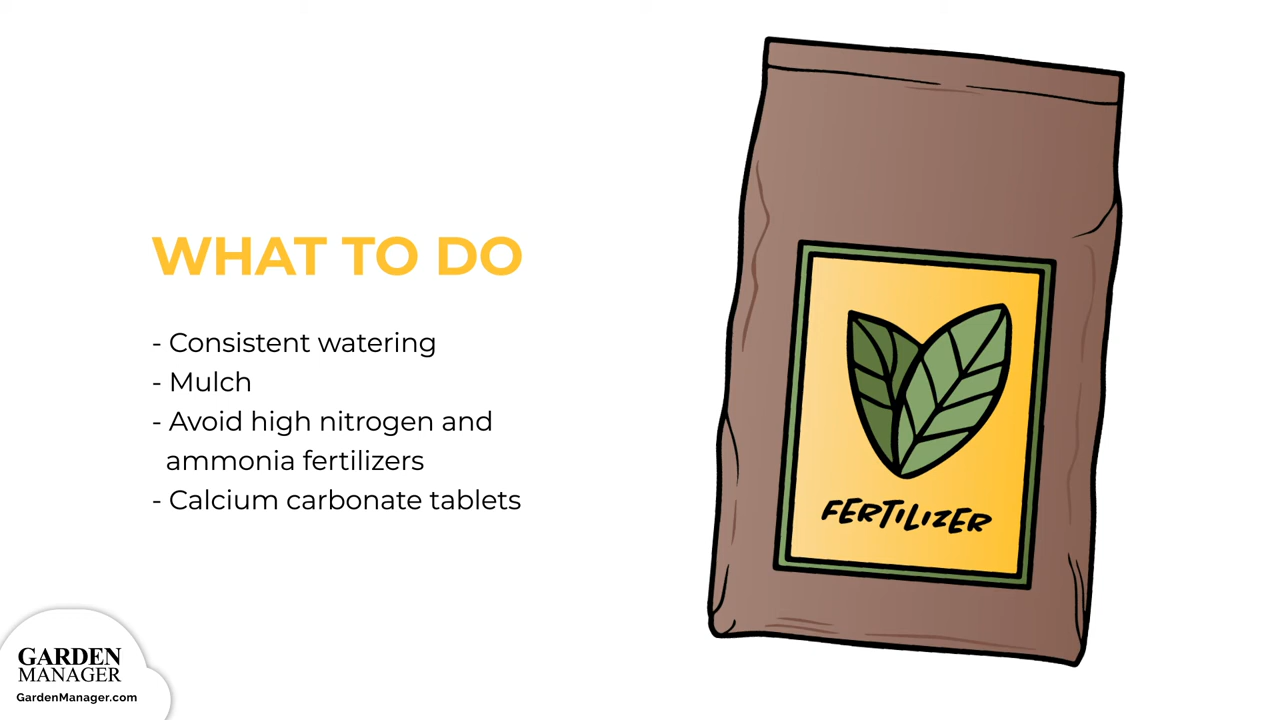 WHAT TO DO
- Consistent watering
- Mulch
- Avoid high nitrogen and
ammonia fertilizers
- Calcium carbonate tablets
FERTILIZER
GARDEN
MANAGER
GardenManager.com